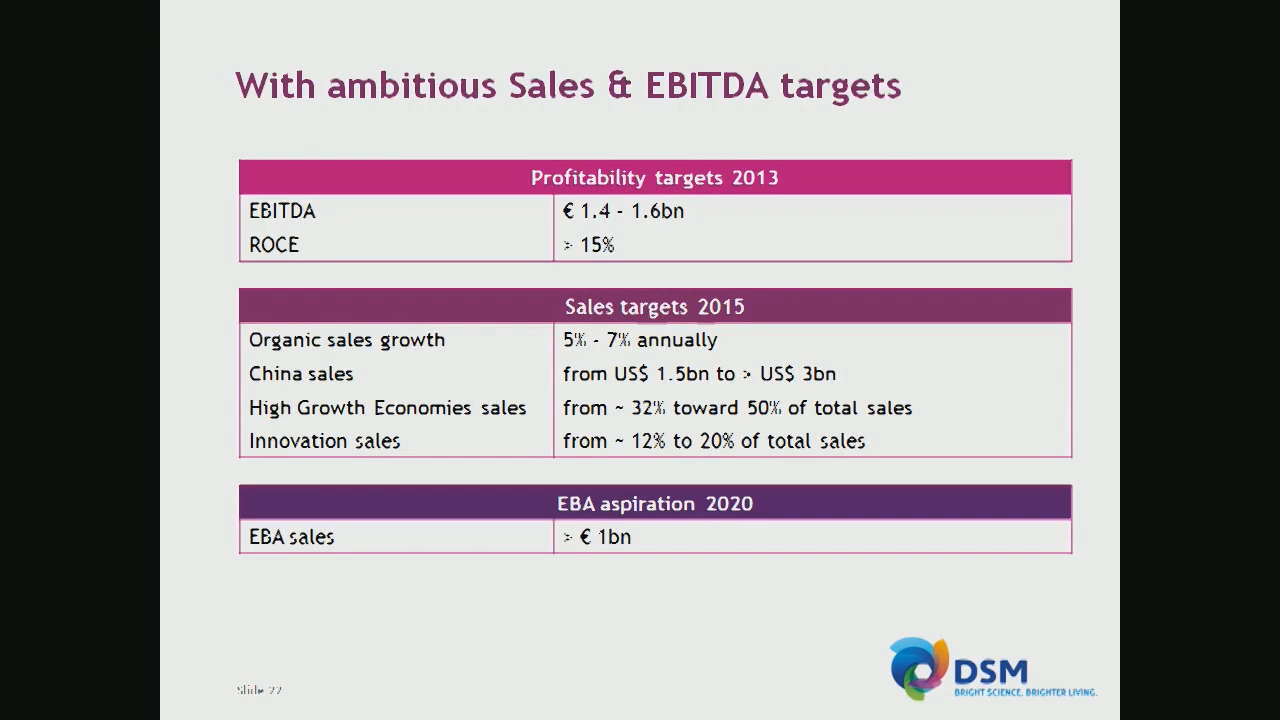 With ambitious Sales & EBITDA targets
Profitability targets 2013
EBITDA € 1.4 - 1.6bn
ROCE > 15%
Sales targets 2015
Organic sales growth 5% - 7% annually
China sales from US$ 1.5bn to > US$ 3bn
High Growth Economies sales from ~ 32% toward 50% of total sales
Innovation sales from ~ 12% to 20% of total sales
EBA aspiration 2020
EBA sales > € 1bn
Slide 22
DSM
BRIGHT SCIENCE. BRIGHTER LIVING.